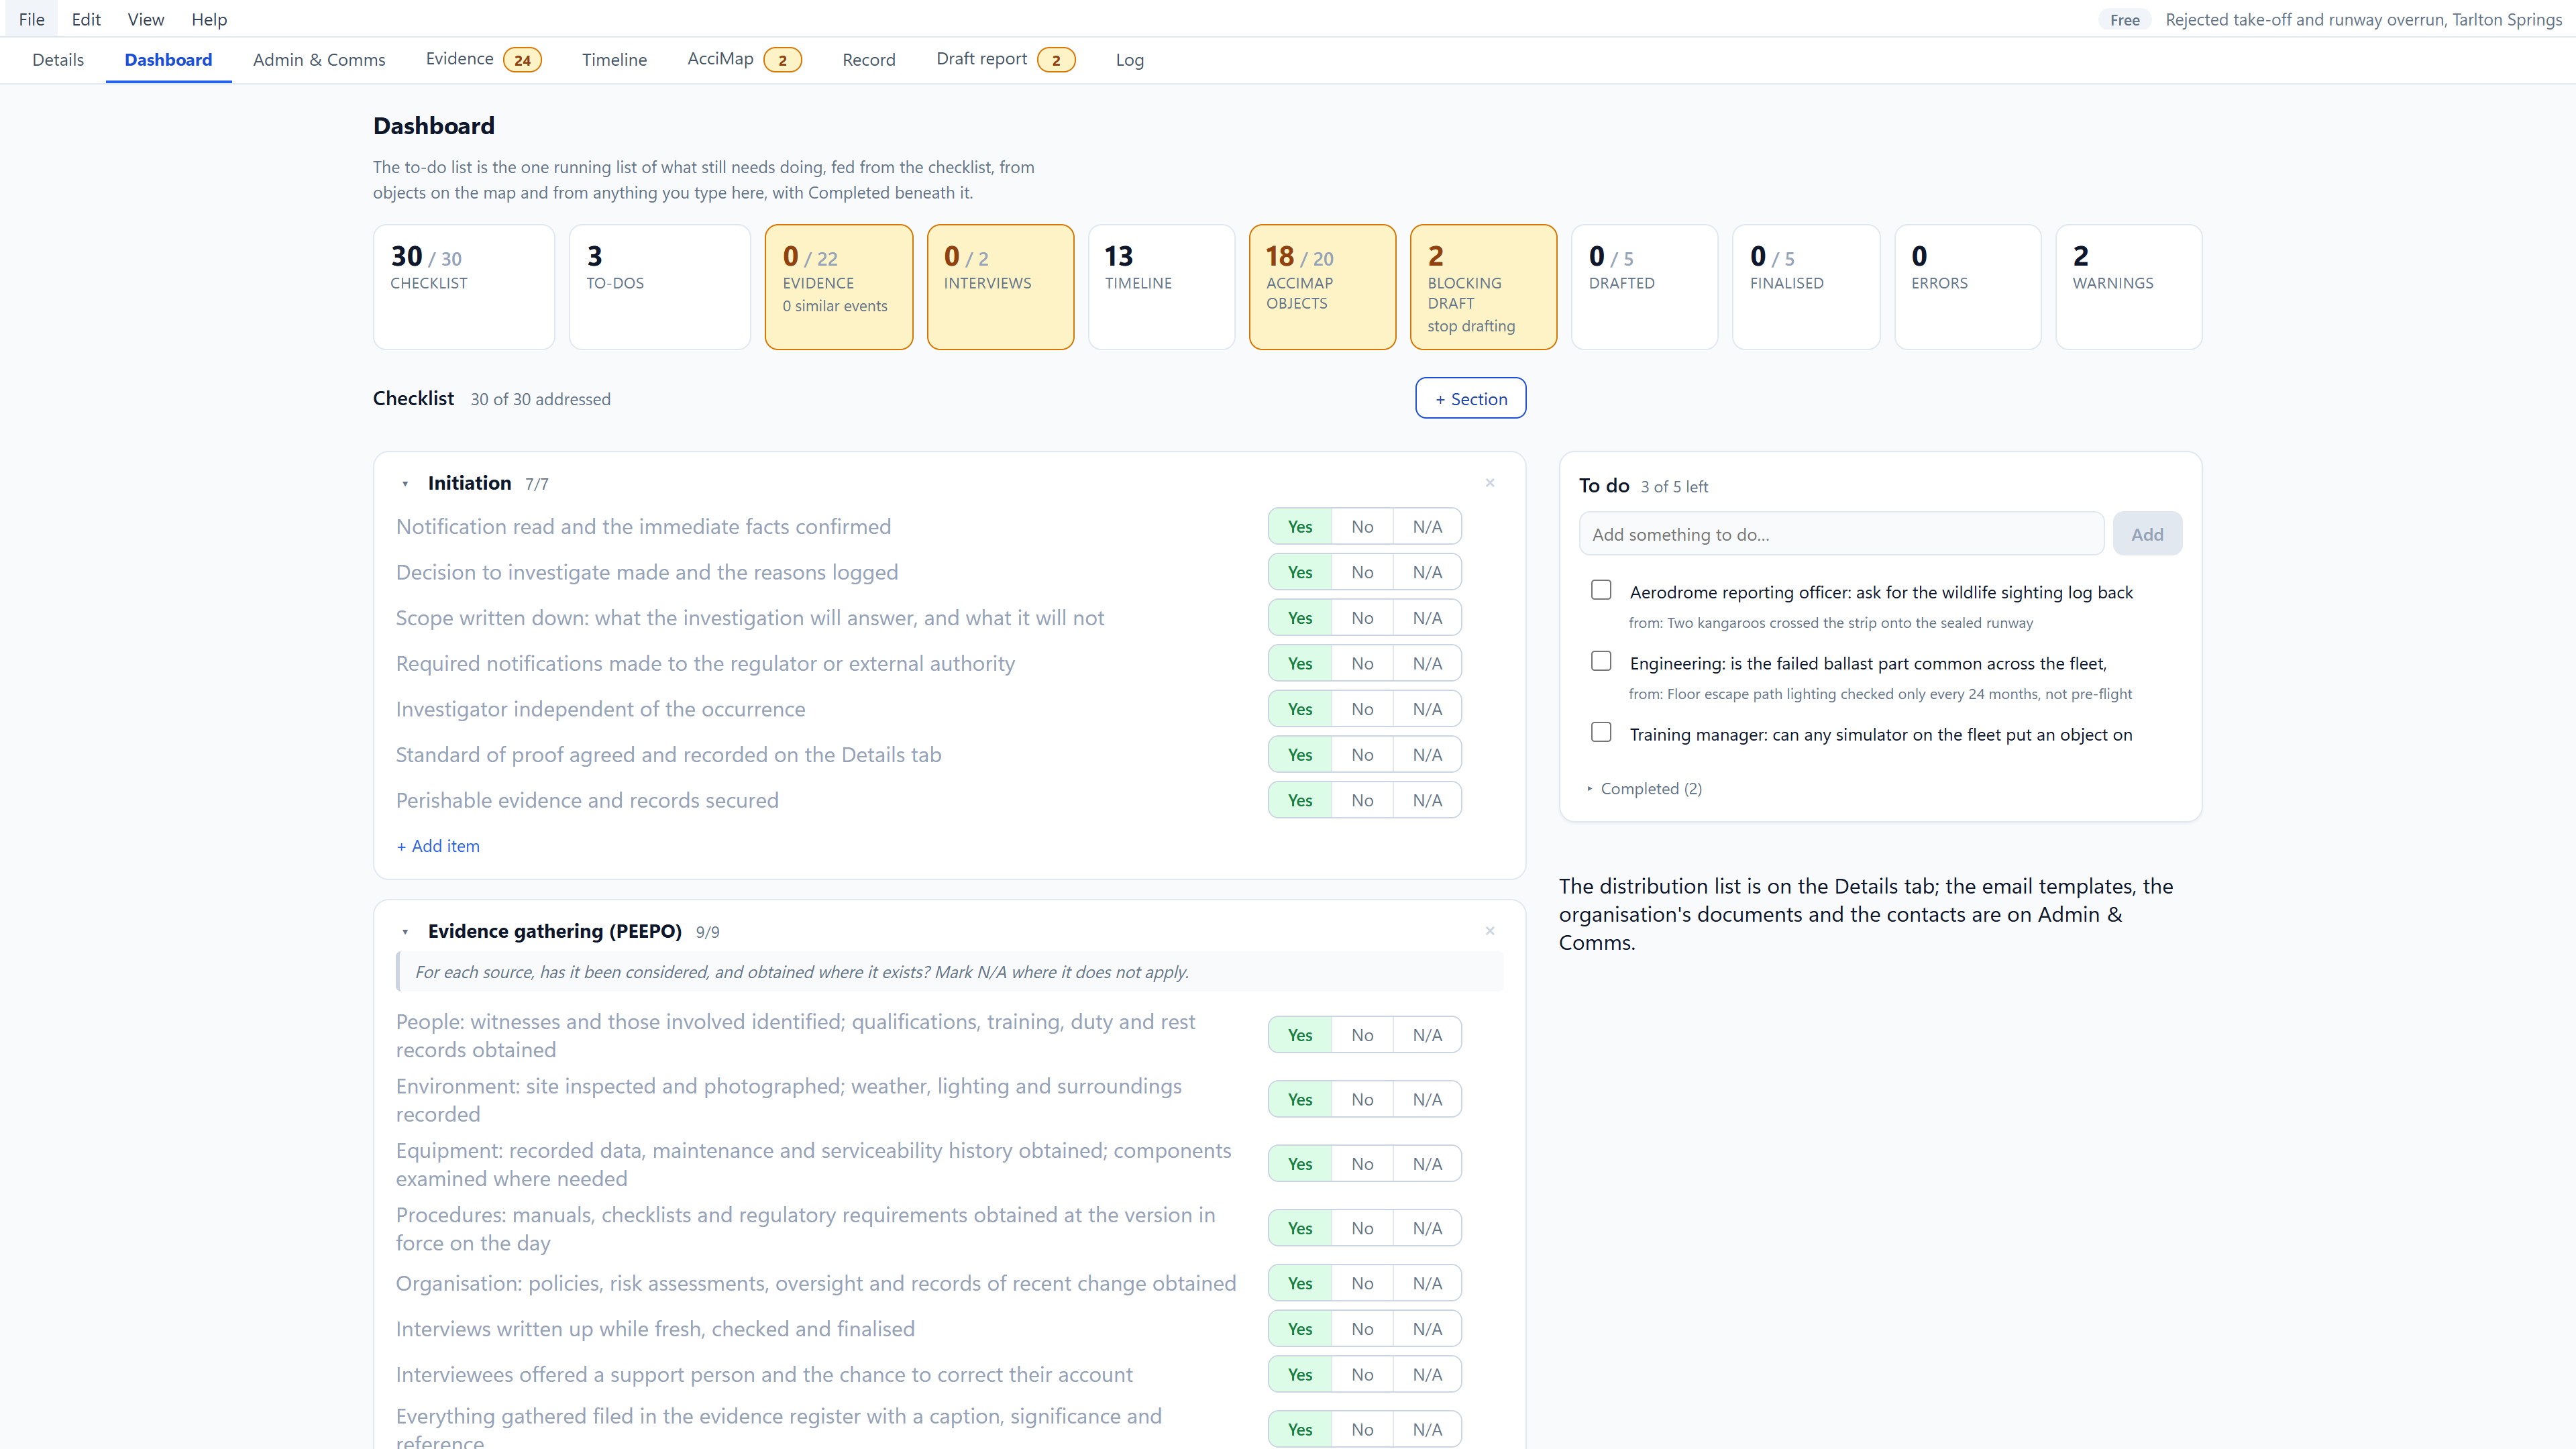 File Edit View Help Free Rejected take-off and runway overrun, Tarlton Springs
Details Dashboard Admin & Comms Evidence 24 Timeline AcciMap 2 Record Draft report 2 Log
Dashboard
The to-do list is the one running list of what still needs doing, fed from the checklist, from
objects on the map and from anything you type here, with Completed beneath it.
30 / 30
CHECKLIST
3
TO-DOS
0 / 22
EVIDENCE
0 similar events
0 / 2
INTERVIEWS
13
TIMELINE
18 / 20
ACCIMAP
OBJECTS
2
BLOCKING
DRAFT
stop drafting
0 / 5
DRAFTED
0 / 5
FINALISED
0
ERRORS
2
WARNINGS
Checklist 30 of 30 addressed + Section
▾ Initiation 7/7 ×
Notification read and the immediate facts confirmed Yes No N/A
Decision to investigate made and the reasons logged Yes No N/A
Scope written down: what the investigation will answer, and what it will not Yes No N/A
Required notifications made to the regulator or external authority Yes No N/A
Investigator independent of the occurrence Yes No N/A
Standard of proof agreed and recorded on the Details tab Yes No N/A
Perishable evidence and records secured Yes No N/A
+ Add item
▾ Evidence gathering (PEEPO) 9/9 ×
For each source, has it been considered, and obtained where it exists? Mark N/A where it does not apply.
People: witnesses and those involved identified; qualifications, training, duty and rest
records obtained Yes No N/A
Environment: site inspected and photographed; weather, lighting and surroundings
recorded Yes No N/A
Equipment: recorded data, maintenance and serviceability history obtained; components
examined where needed Yes No N/A
Procedures: manuals, checklists and regulatory requirements obtained at the version in
force on the day Yes No N/A
Organisation: policies, risk assessments, oversight and records of recent change obtained Yes No N/A
Interviews written up while fresh, checked and finalised Yes No N/A
Interviewees offered a support person and the chance to correct their account Yes No N/A
Everything gathered filed in the evidence register with a caption, significance and
reference Yes No N/A
To do 3 of 5 left
Add something to do... Add
Aerodrome reporting officer: ask for the wildlife sighting log back
from: Two kangaroos crossed the strip onto the sealed runway
Engineering: is the failed ballast part common across the fleet,
from: Floor escape path lighting checked only every 24 months, not pre-flight
Training manager: can any simulator on the fleet put an object on
▸ Completed (2)
The distribution list is on the Details tab; the email templates, the
organisation's documents and the contacts are on Admin &
Comms.